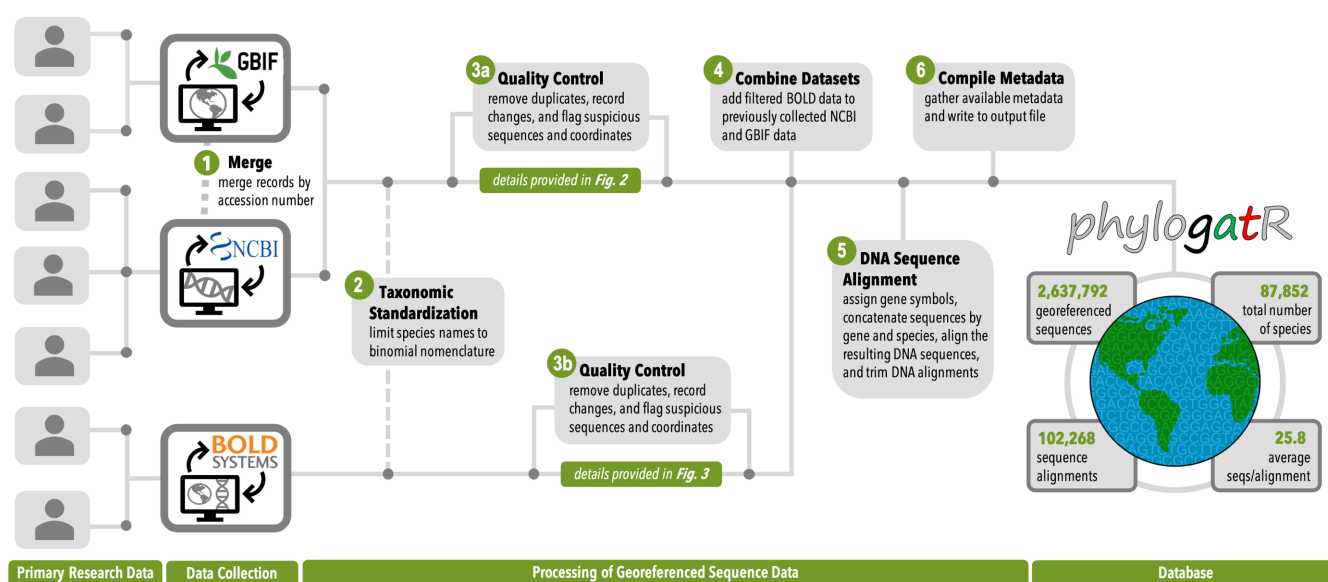 GBIF
1 Merge
merge records by
accession number
NCBI
BOLD
SYSTEMS
2 Taxonomic
Standardization
limit species names to
binomial nomenclature
3a Quality Control
remove duplicates, record
changes, and flag suspicious
sequences and coordinates
details provided in Fig. 2
3b Quality Control
remove duplicates, record
changes, and flag suspicious
sequences and coordinates
details provided in Fig. 3
4 Combine Datasets
add filtered BOLD data to
previously collected NCBI
and GBIF data
5 DNA Sequence
Alignment
assign gene symbols,
concatenate sequences by
gene and species, align the
resulting DNA sequences,
and trim DNA alignments
6 Compile Metadata
gather available metadata
and write to output file
phylogatR
2,637,792
georeferenced
sequences
87,852
total number
of species
102,268
sequence
alignments
25.8
average
seqs/alignment
Primary Research Data
Data Collection
Processing of Georeferenced Sequence Data
Database